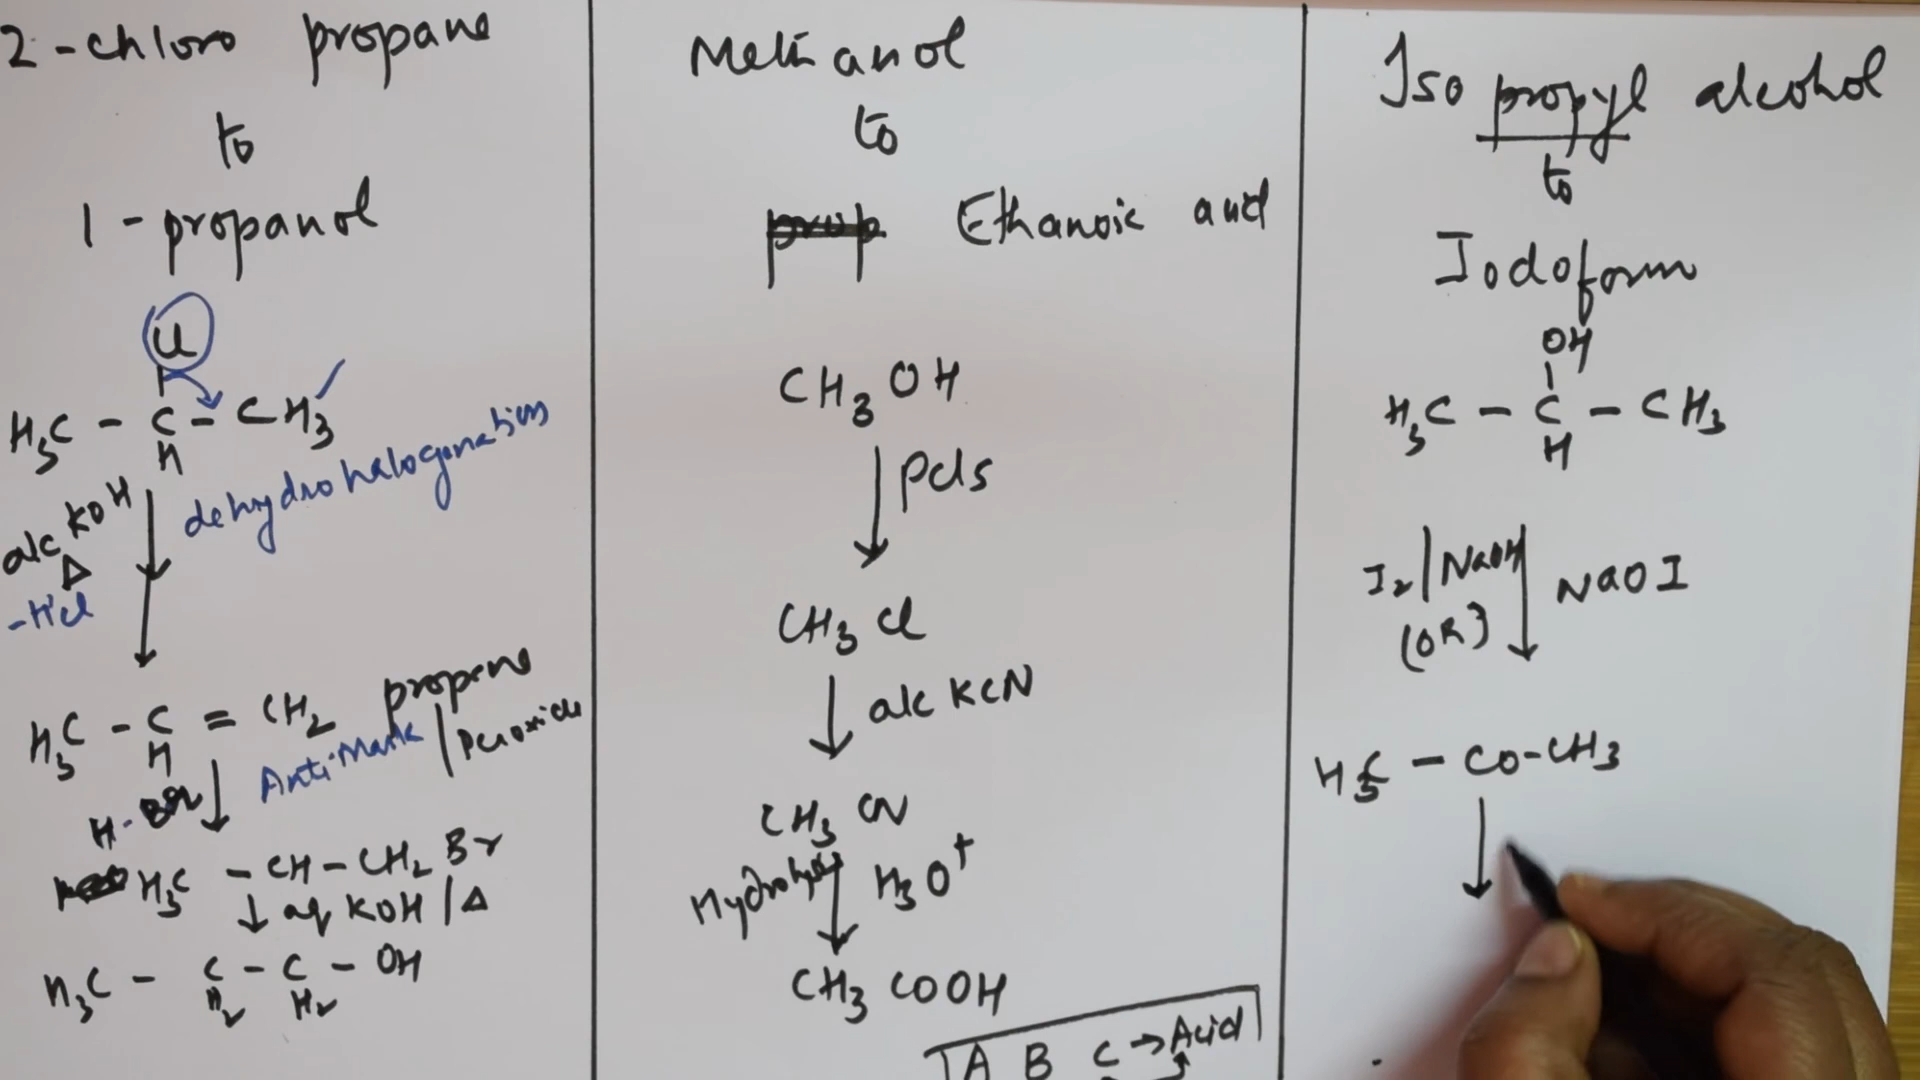 2-chloro propane
to
1-propanol
Cl
H3C - C - CH3
H
dehydrohalogenation
alc KOH
Δ
-HCl
H3C - C = CH2 propene
H
Anti Mark / Peroxide
H-Br
H3C - CH - CH2 Br
aq KOH / Δ
H3C - C - C - OH
H2 H2
Methanol
to
Ethanoic acid
CH3OH
PCl5
CH3Cl
alc KCN
CH3 CN
Hydrolysis H3O+
CH3 COOH
A B C → Acid
Iso propyl alcohol
to
Iodoform
OH
H3C - C - CH3
H
I2 / NaOH NaOI
(OR)
H3C - CO-CH3